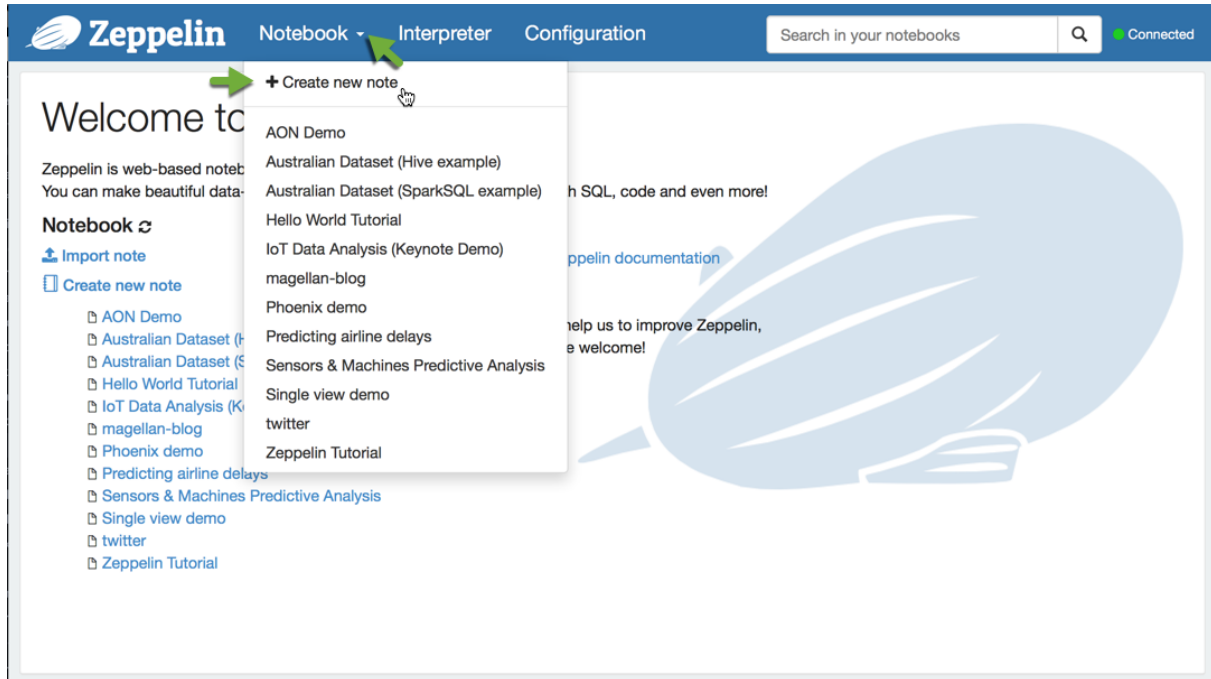 Zeppelin Notebook Interpreter Configuration Search in your notebooks Connected
Create new note
AON Demo
Australian Dataset (Hive example)
Australian Dataset (SparkSQL example)
Hello World Tutorial
IoT Data Analysis (Keynote Demo)
magellan-blog
Phoenix demo
Predicting airline delays
Sensors & Machines Predictive Analysis
Single view demo
twitter
Zeppelin Tutorial
Welcome to
Zeppelin is web-based
You can make beautiful data- h SQL, code and even more!
Notebook
Import note ppelin documentation
Create new note
AON Demo
help us to improve Zeppelin,
Australian Dataset (
e welcome!
Australian Dataset (S
Hello World Tutorial
IoT Data Analysis (K
magellan-blog
Phoenix demo
Predicting airline delays
Sensors & Machines Predictive Analysis
Single view demo
twitter
Zeppelin Tutorial